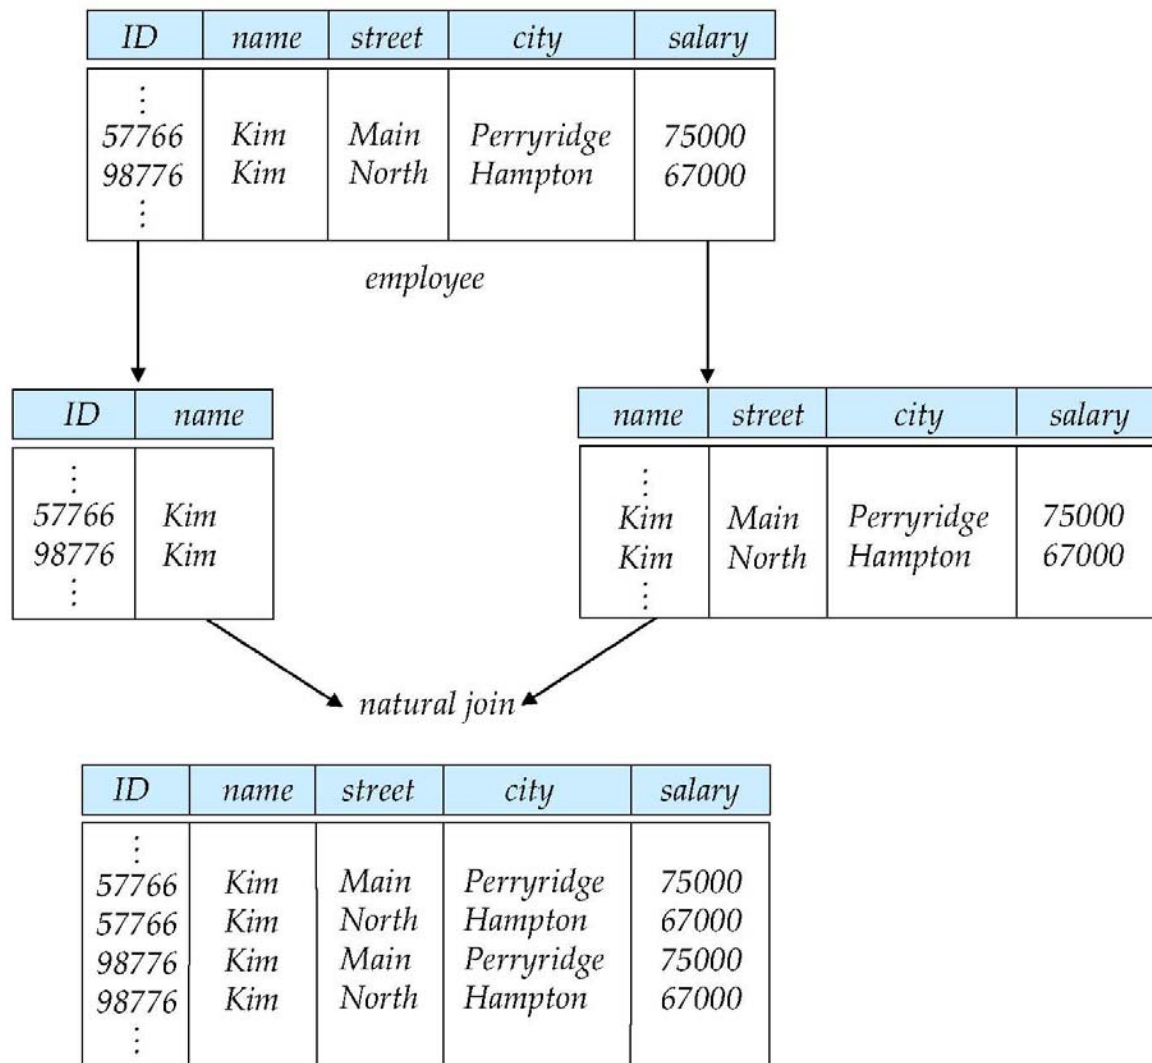 ID name street city salary
⋮
57766 Kim Main Perryridge 75000
98776 Kim North Hampton 67000
⋮
employee
ID name
⋮
57766 Kim
98776 Kim
⋮
name street city salary
⋮
Kim Main Perryridge 75000
Kim North Hampton 67000
⋮
natural join
ID name street city salary
⋮
57766 Kim Main Perryridge 75000
57766 Kim North Hampton 67000
98776 Kim Main Perryridge 75000
98776 Kim North Hampton 67000
⋮